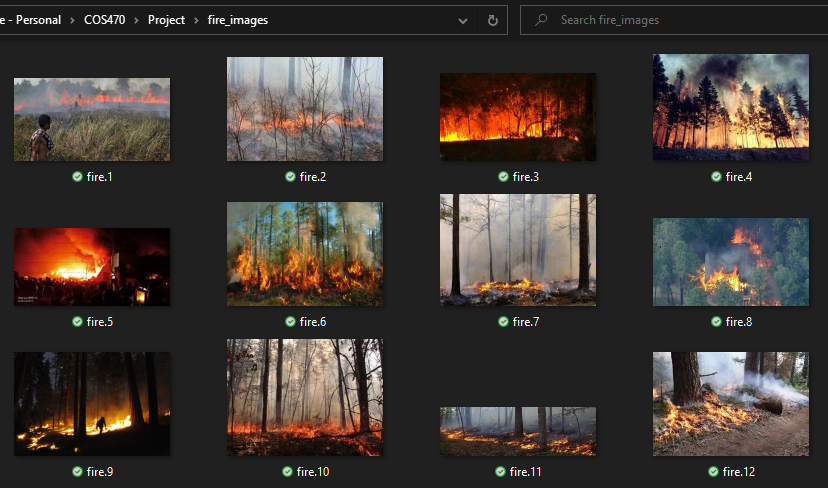 e - Personal > COS470 > Project > fire_images
Search fire_images
fire.1
fire.2
fire.3
fire.4
fire.5
fire.6
fire.7
fire.8
fire.9
fire.10
fire.11
fire.12